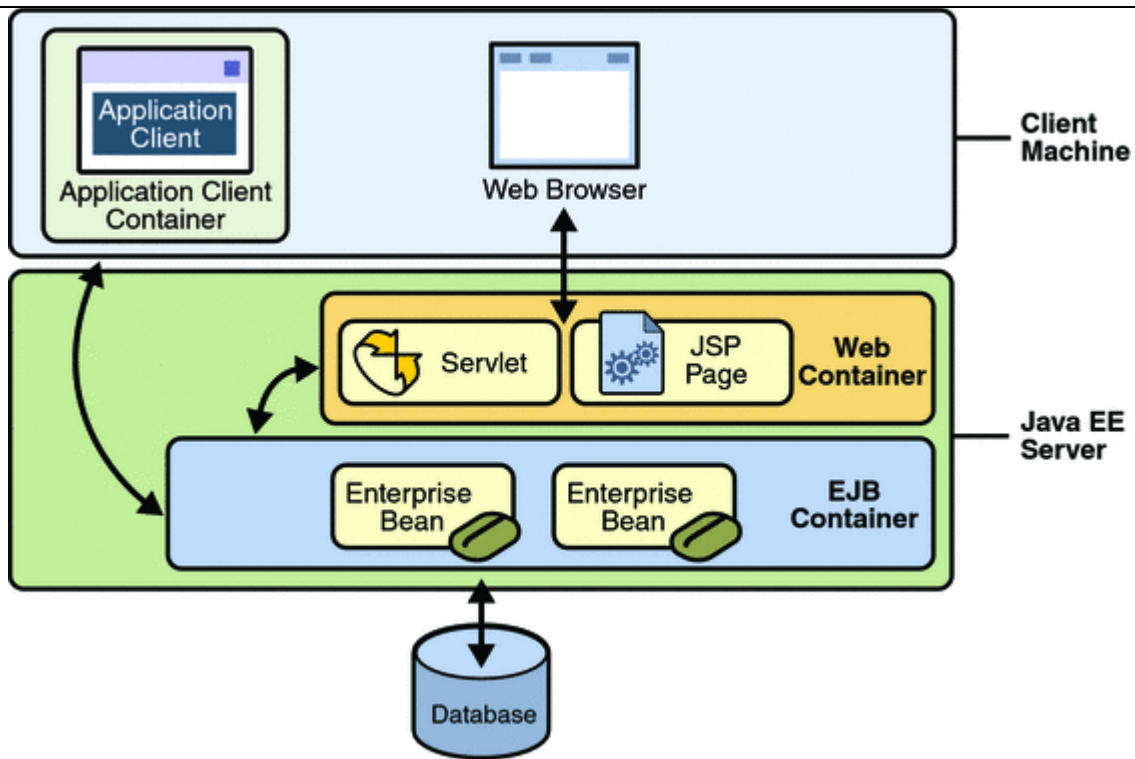 Application
Client
Application Client
Container
Web Browser
Client
Machine
Servlet
JSP
Page
Web
Container
Java EE
Server
Enterprise
Bean
Enterprise
Bean
EJB
Container
Database